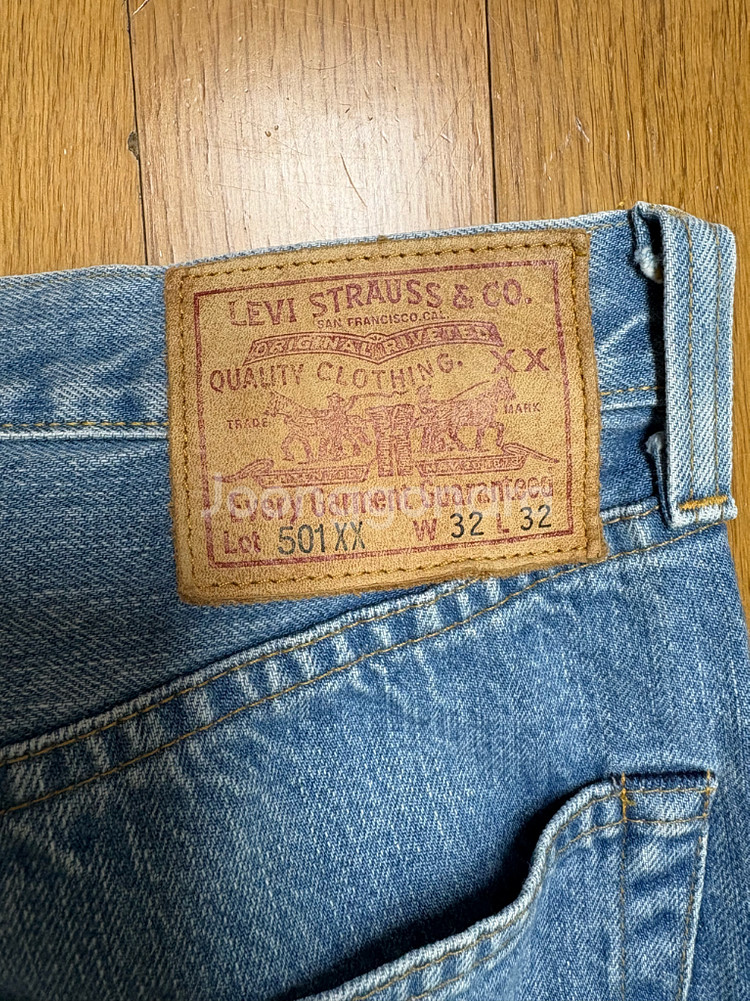 LEVI STRAUSS & CO.
SAN FRANCISCO, CAL
ORIGINAL RIVETED
QUALITY CLOTHING. XX
TRADE MARK
Every Garment Guaranteed
Lot 501XX W 32 L 32